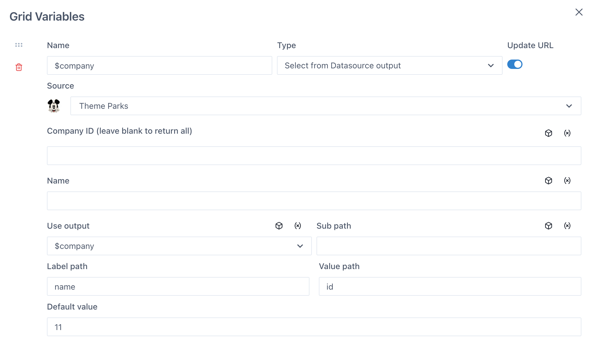 Grid Variables
Name
Type
Update URL
$company
Select from Datasource output
Source
Theme Parks
Company ID (leave blank to return all)
Name
Use output
Sub path
$company
Label path
Value path
name
id
Default value
11